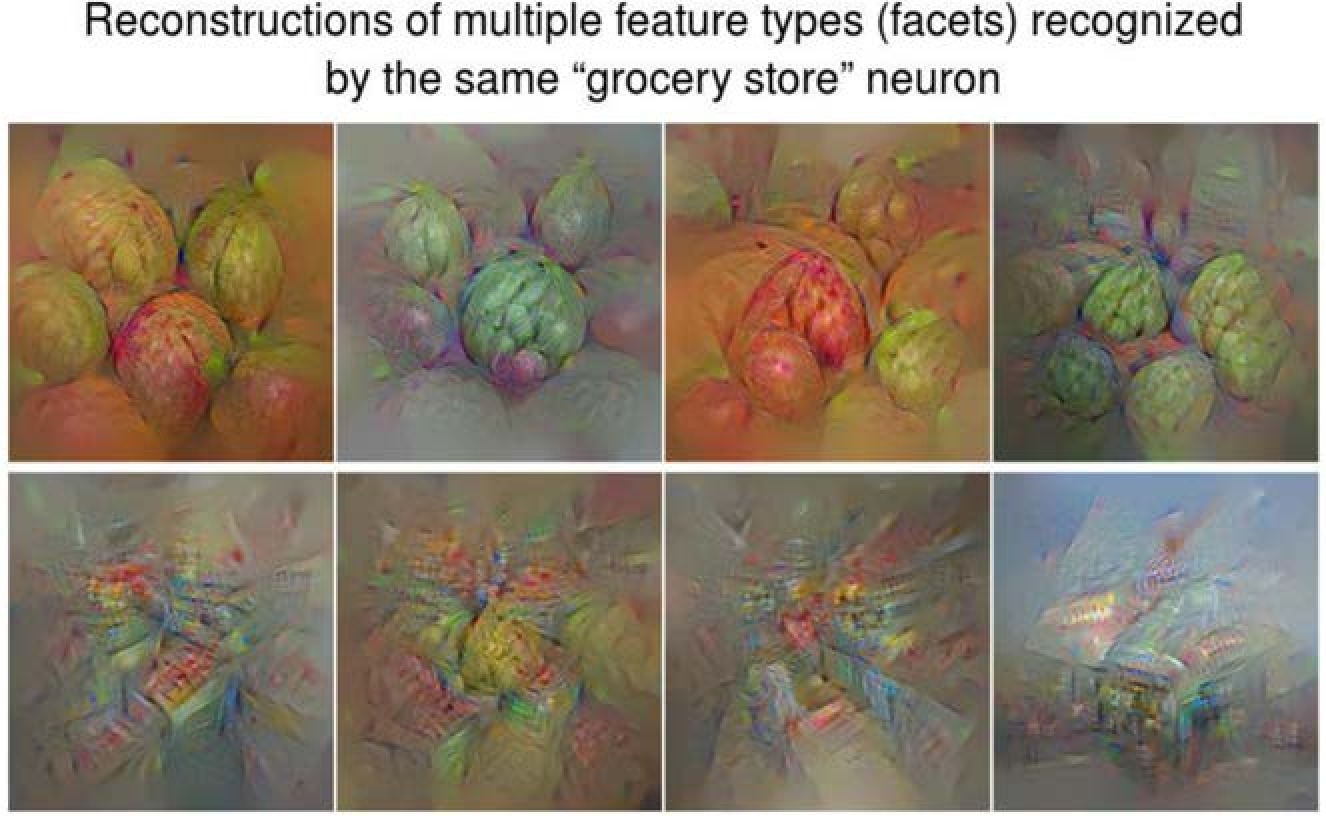 Reconstructions of multiple feature types (facets) recognized
by the same “grocery store” neuron